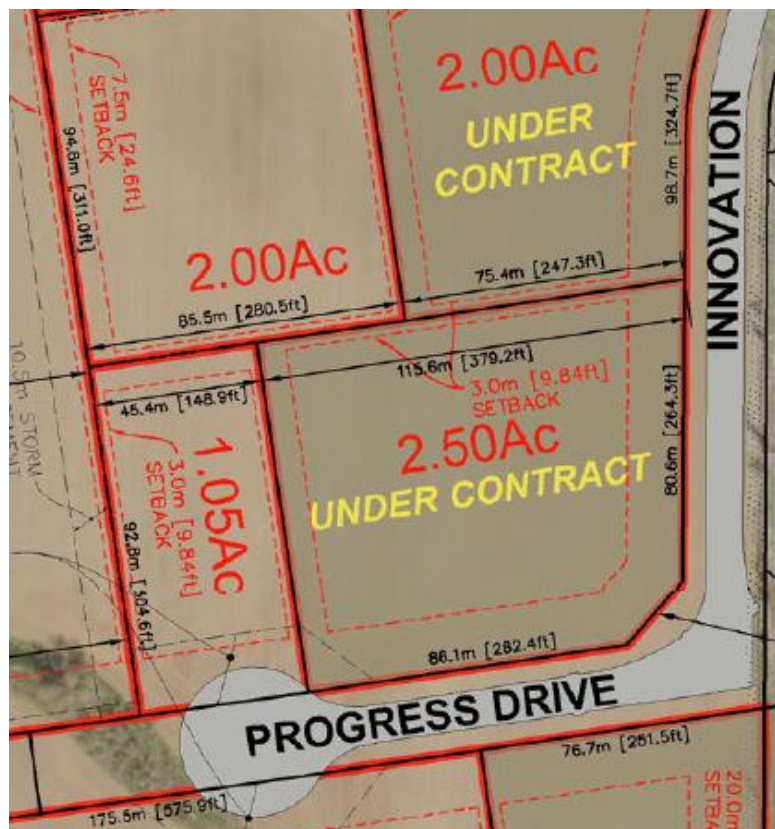 2.00Ac
UNDER
CONTRACT
7.5m [24.6ft]
SETBACK
94.8m [311.0ft]
98.7m [324.7ft]
INNOVATION
2.00Ac
75.4m [247.3ft]
85.5m [280.5ft]
115.6m [379.2ft]
3.0m [9.84ft]
SETBACK
45.4m [148.9ft]
10.5m STORM
2.50Ac
UNDER CONTRACT
80.6m [264.3ft]
1.05Ac
3.0m [9.84ft]
SETBACK
92.8m [304.6ft]
86.1m [282.4ft]
PROGRESS DRIVE
76.7m [251.5ft]
175.5m [575.9ft]
20.0m